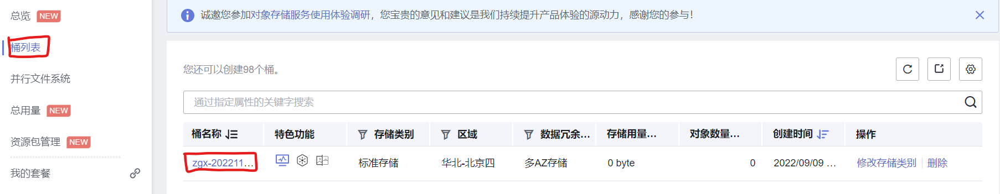 总览 NEW
桶列表
并行文件系统
总用量 NEW
资源包管理 NEW
我的套餐
诚邀您参加对象存储服务使用体验调研，您宝贵的意见和建议是我们持续提升产品体验的源动力，感谢您的参与！
您还可以创建98个桶。
通过指定属性的关键字搜索
桶名称 特色功能 存储类别 区域 数据冗余... 存储用量... 对象数量... 创建时间 操作
zgx-202211... 标准存储 华北-北京四 多AZ存储 0 byte 0 2022/09/09 ... 修改存储类别 删除